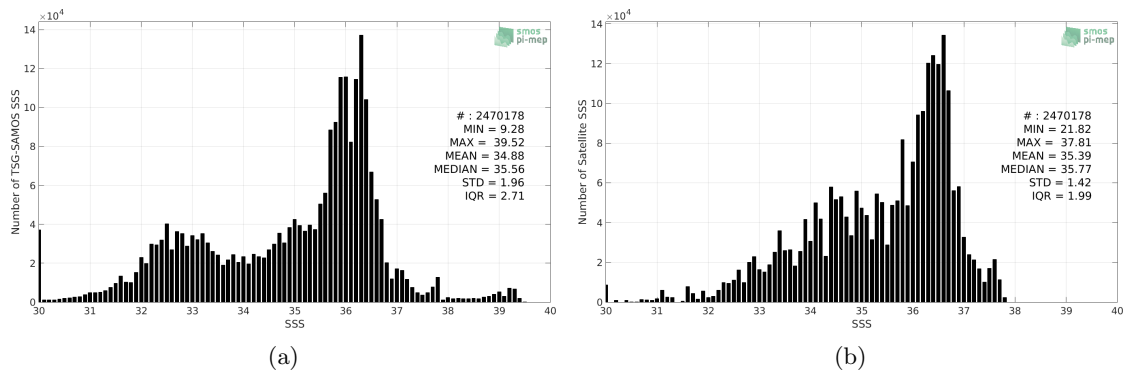 ×10⁴
14
12
10
8
6
4
2
0
Number of TSG-SAMOS SSS
smos
pi-mep
# : 2470178
MIN = 9.28
MAX = 39.52
MEAN = 34.88
MEDIAN = 35.56
STD = 1.96
IQR = 2.71
30 31 32 33 34 35 36 37 38 39 40
SSS
(a)
×10⁴
14
12
10
8
6
4
2
0
Number of Satellite SSS
smos
pi-mep
# : 2470178
MIN = 21.82
MAX = 37.81
MEAN = 35.39
MEDIAN = 35.77
STD = 1.42
IQR = 1.99
30 31 32 33 34 35 36 37 38 39 40
SSS
(b)